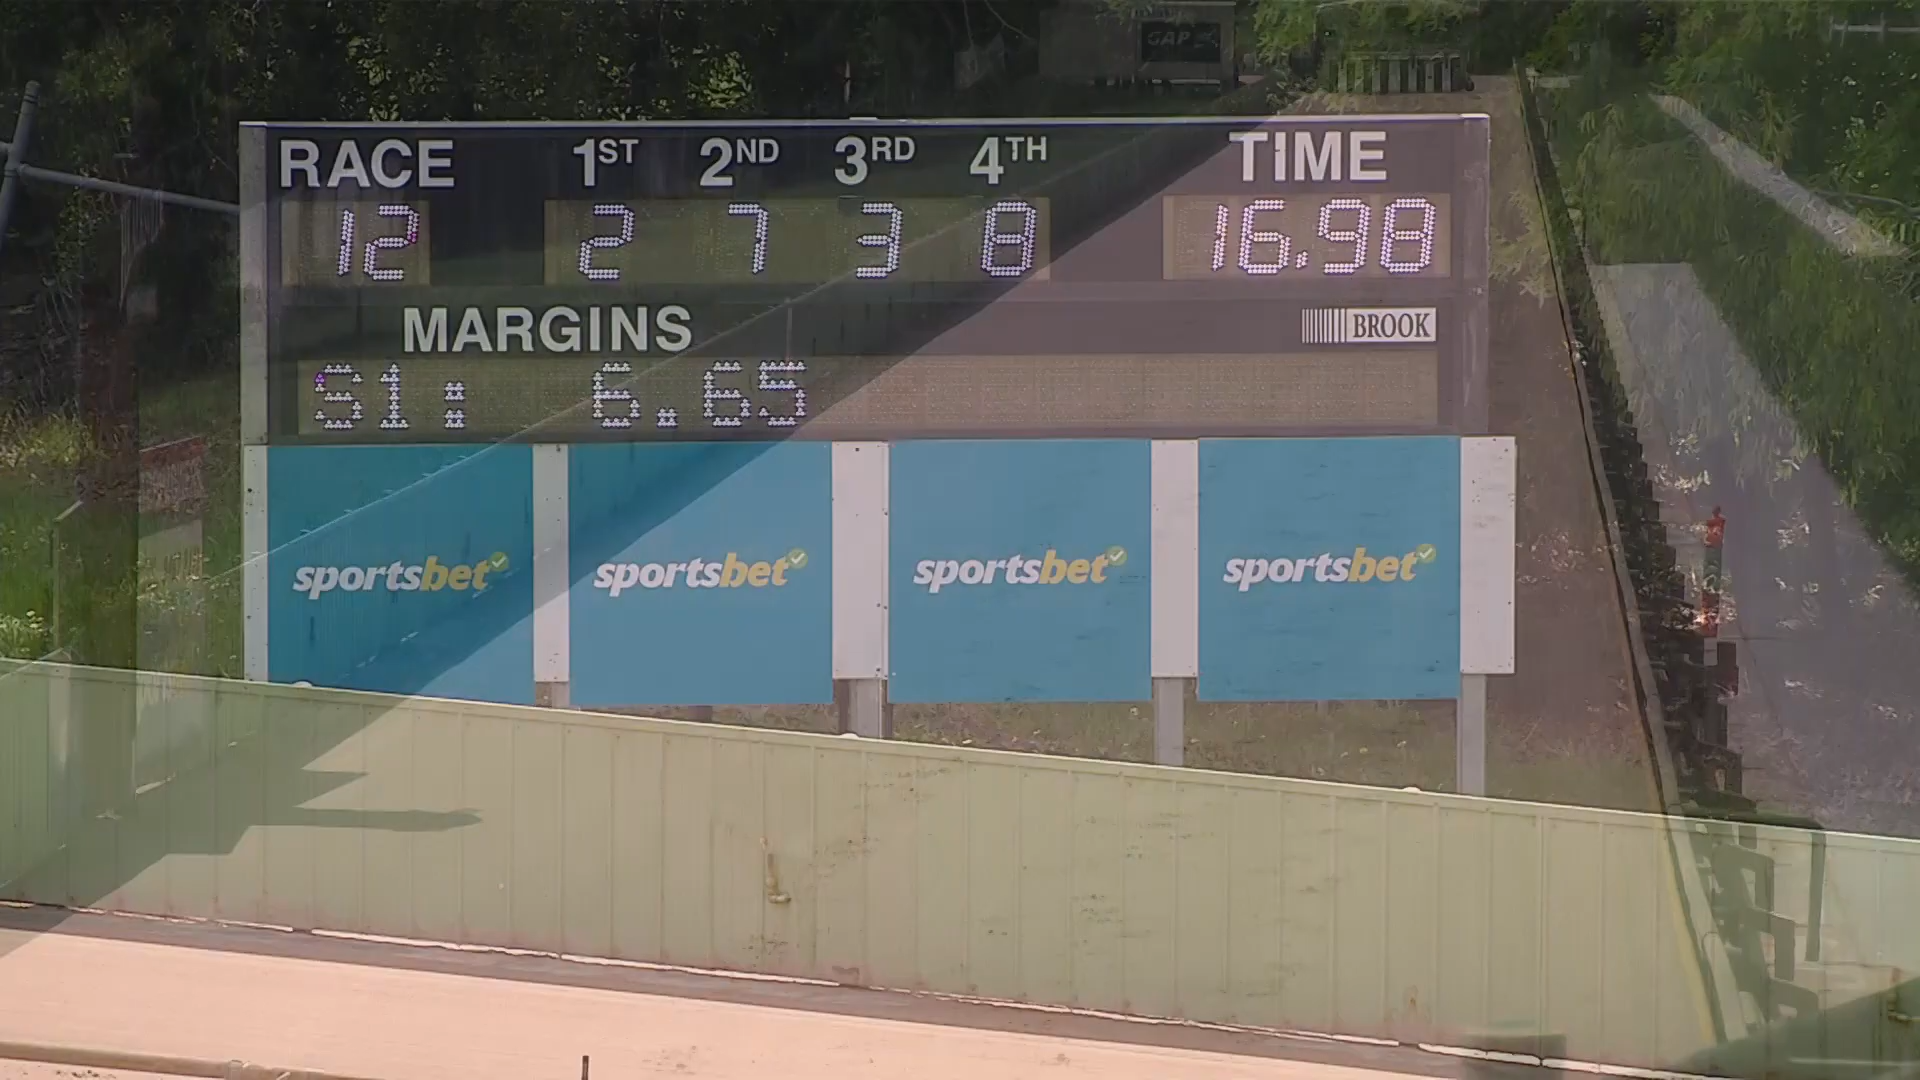 GAP
RACE 1ST 2ND 3RD 4TH TIME
12 2 7 3 8 16.98
MARGINS BROOK
S1: 6.65
sportsbet sportsbet sportsbet sportsbet